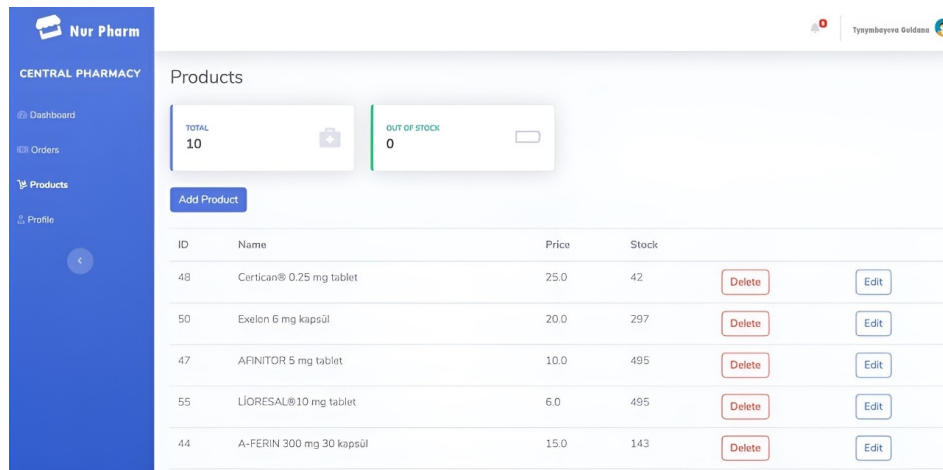 Nur Pharm
0
Tynymbayeva Guldana
CENTRAL PHARMACY
Dashboard
Orders
Products
Profile
Products
TOTAL
10
OUT OF STOCK
0
Add Product
ID Name Price Stock
48 Certican® 0.25 mg tablet 25.0 42 Delete Edit
50 Exelon 6 mg kapsül 20.0 297 Delete Edit
47 AFINITOR 5 mg tablet 10.0 495 Delete Edit
55 LİORESAL®10 mg tablet 6.0 495 Delete Edit
44 A-FERIN 300 mg 30 kapsül 15.0 143 Delete Edit